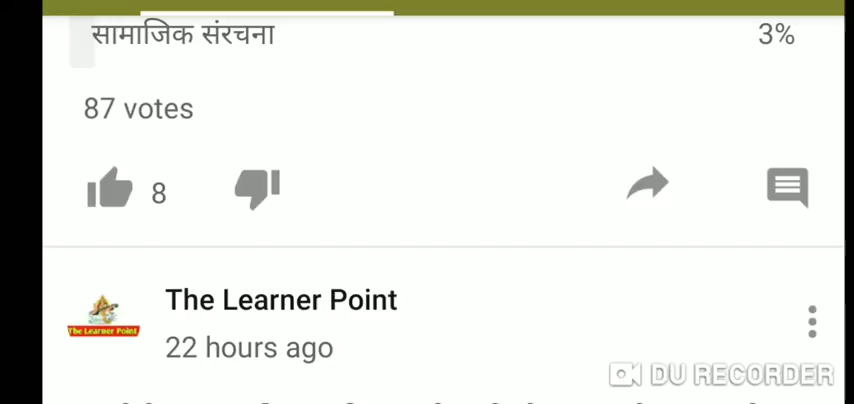 सामाजिक संरचना 3%
87 votes
8
The Learner Point
The Learner Point
22 hours ago
DU RECORDER